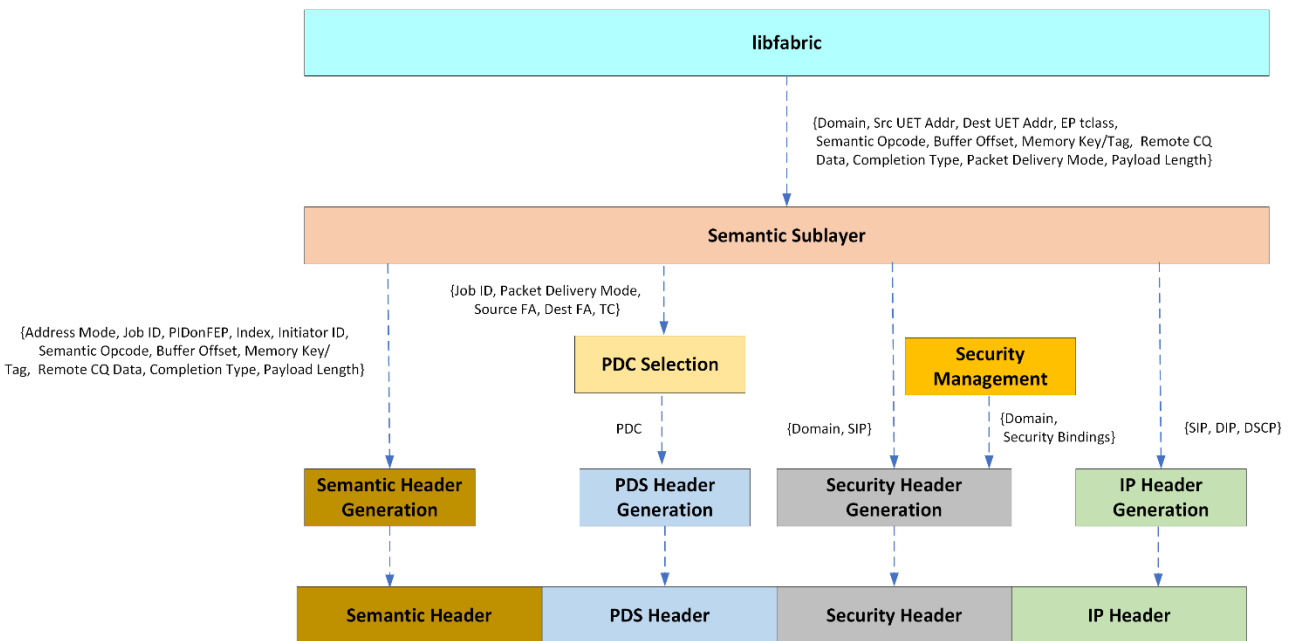 libfabric
{Domain, Src UET Addr, Dest UET Addr, EP tclass,
Semantic Opcode, Buffer Offset, Memory Key/Tag, Remote CQ
Data, Completion Type, Packet Delivery Mode, Payload Length}
Semantic Sublayer
{Job ID, Packet Delivery Mode,
Source FA, Dest FA, TC}
{Address Mode, Job ID, PIDonFEP, Index, Initiator ID,
Semantic Opcode, Buffer Offset, Memory Key/
Tag, Remote CQ Data, Completion Type, Payload Length}
PDC Selection
Security
Management
PDC
{Domain, SIP}
{Domain,
Security Bindings}
{SIP, DIP, DSCP}
Semantic Header
Generation
PDS Header
Generation
Security Header
Generation
IP Header
Generation
Semantic Header
PDS Header
Security Header
IP Header